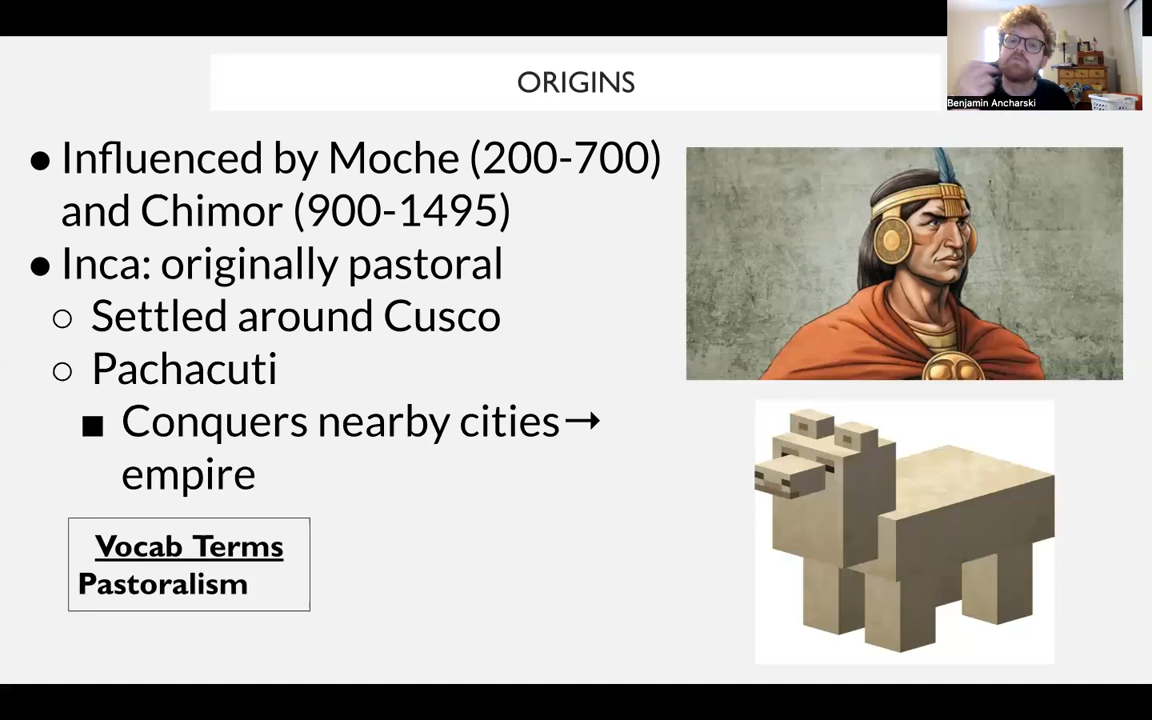 Benjamin Ancharski
ORIGINS
● Influenced by Moche (200-700)
and Chimor (900-1495)
● Inca: originally pastoral
○ Settled around Cusco
○ Pachacuti
■ Conquers nearby cities→
empire
Vocab Terms
Pastoralism